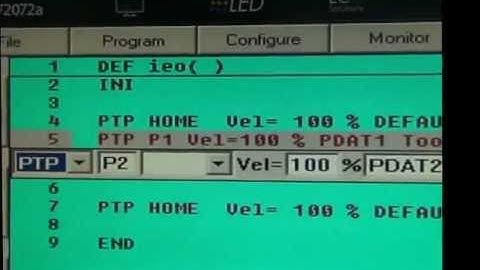 72072a PTP LED
File Program Configure Monitor
1 DEF ieo( )
2 INI
3
4 PTP HOME Vel= 100 % DEFAU
5 PTP P1 Vel=100 % PDAT1 Too
PTP P2 Vel= 100 % PDAT2
6
7 PTP HOME Vel= 100 % DEFAU
8
9 END